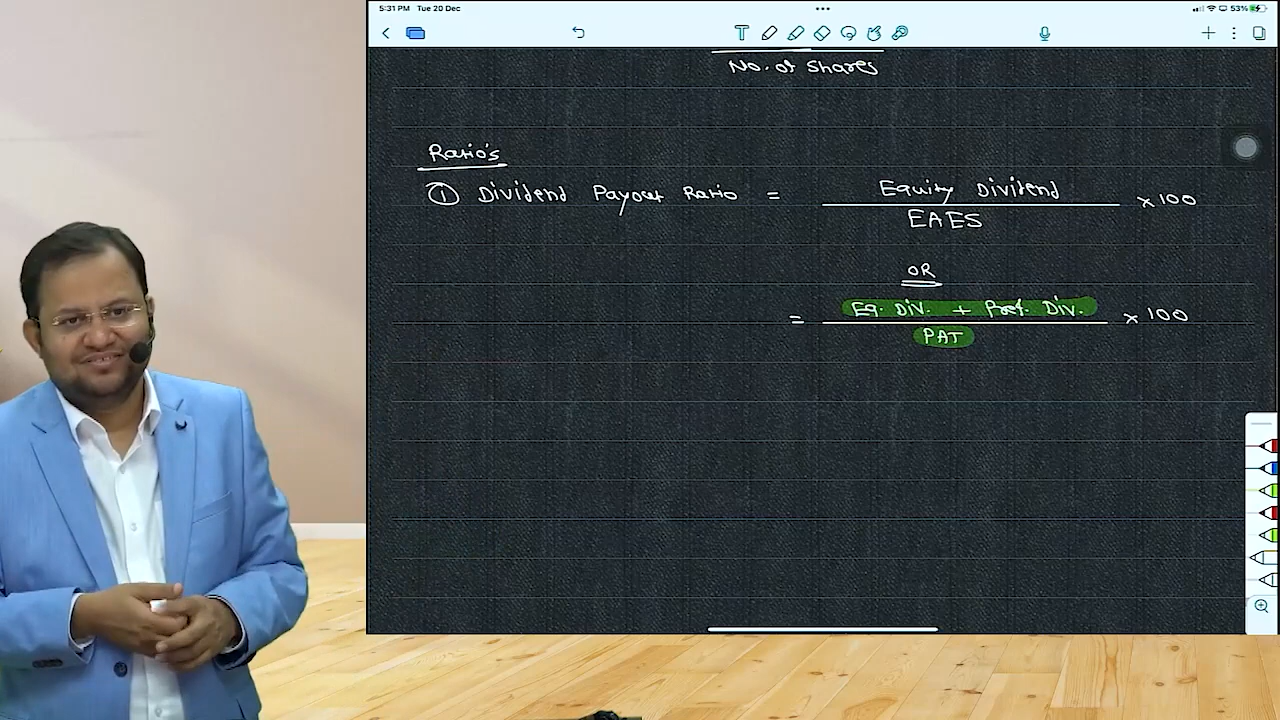 5:31 PM Tue 20 Dec
53%
No. of Shares
Ratio's
① Dividend Payout Ratio = Equity Dividend / EAES × 100
OR
= Eq. Div. + Pref. Div. / PAT × 100